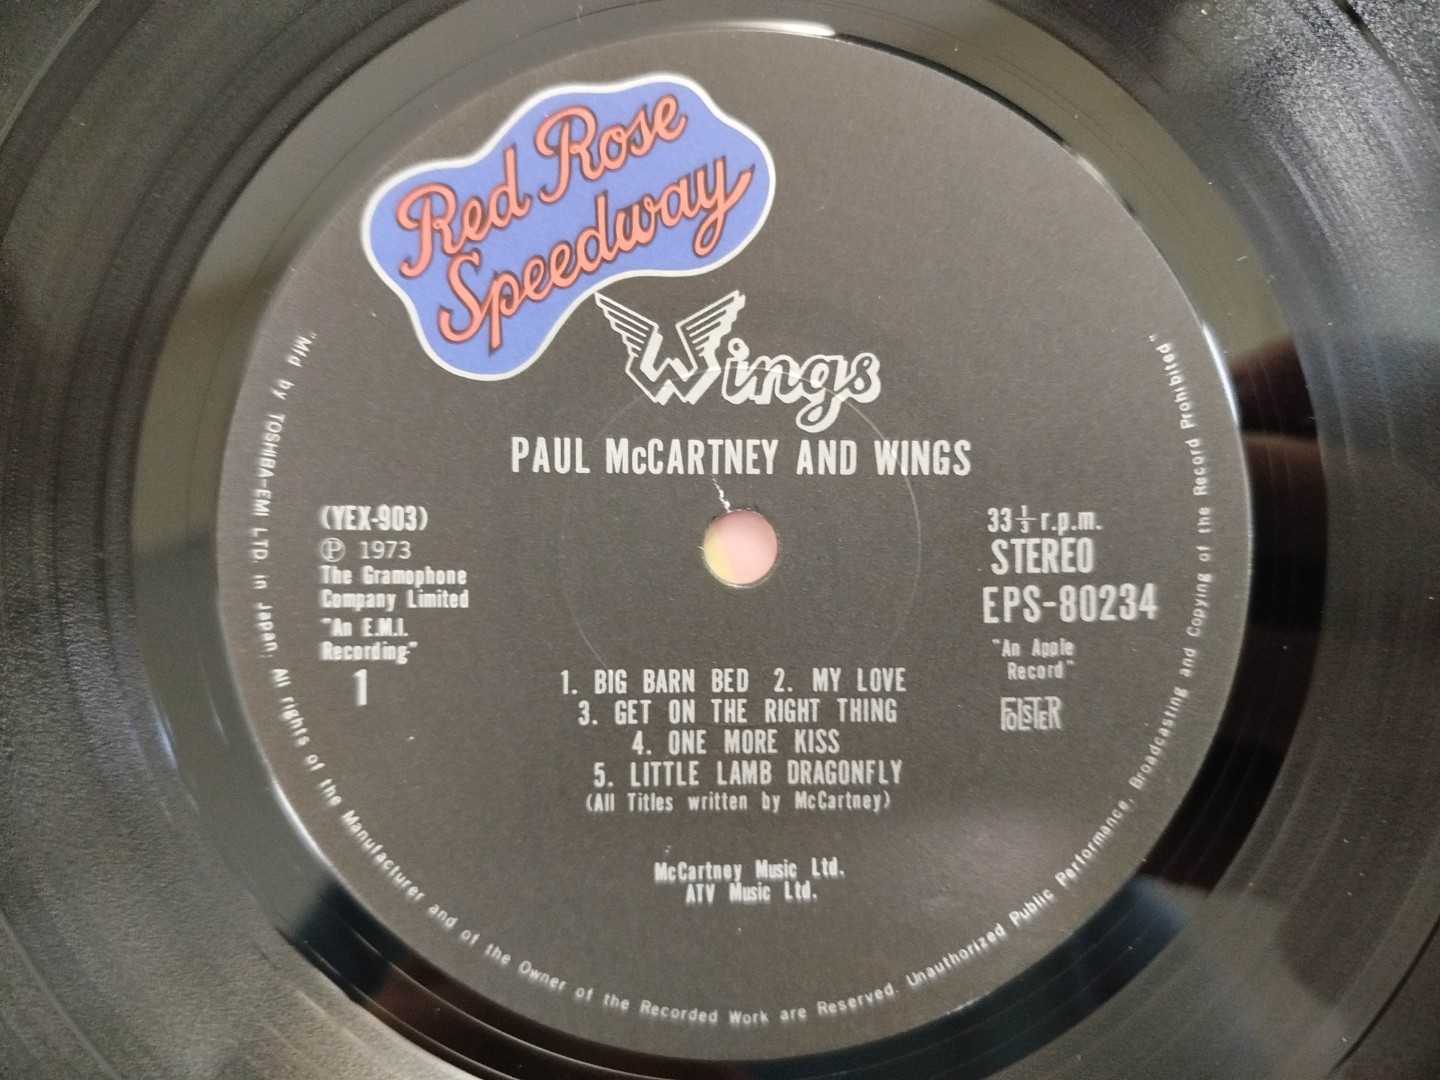 Red Rose
Speedway
Wings
PAUL McCARTNEY AND WINGS
(YEX-903)
℗ 1973
The Gramophone
Company Limited
"An E.M.I.
Recording"
1
33⅓ r.p.m.
STEREO
EPS-80234
"An Apple
Record"
FOLSTER
1. BIG BARN BED 2. MY LOVE
3. GET ON THE RIGHT THING
4. ONE MORE KISS
5. LITTLE LAMB DRAGONFLY
(All Titles written by McCartney)
McCartney Music Ltd.
ATV Music Ltd.
"Mfd by TOSHIBA-EMI LTD. in Japan; All rights of the Manufacturer and of the Owner of the Recorded Work are Reserved. Unauthorized Public Performance, Broadcasting and Copying of the Record Prohibited"